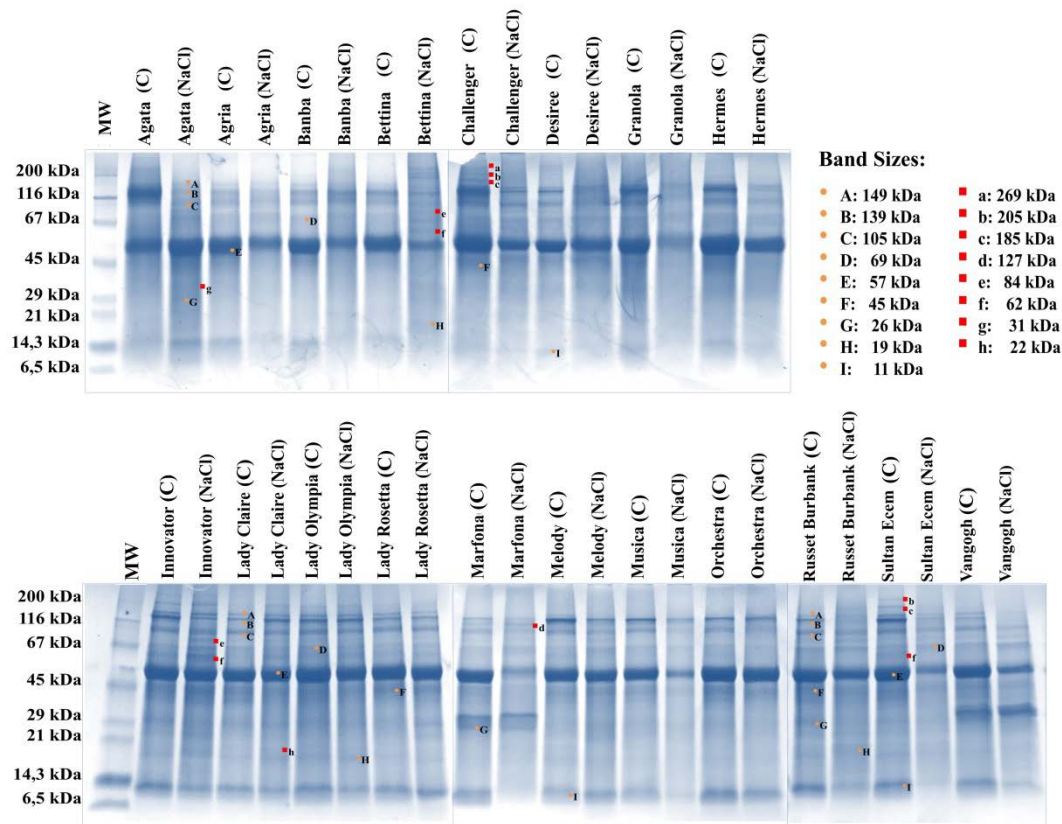 MW
Agata (C)
Agata (NaCl)
Agria (C)
Agria (NaCl)
Banba (C)
Banba (NaCl)
Bettina (C)
Bettina (NaCl)
Challenger (C)
Challenger (NaCl)
Desiree (C)
Desiree (NaCl)
Granola (C)
Granola (NaCl)
Hermes (C)
Hermes (NaCl)
200 kDa
116 kDa
67 kDa
45 kDa
29 kDa
21 kDa
14,3 kDa
6,5 kDa
A
B
C
D
E
G
g
e
f
H
a
b
c
F
I
Band Sizes:
A: 149 kDa
B: 139 kDa
C: 105 kDa
D: 69 kDa
E: 57 kDa
F: 45 kDa
G: 26 kDa
H: 19 kDa
I: 11 kDa
a: 269 kDa
b: 205 kDa
c: 185 kDa
d: 127 kDa
e: 84 kDa
f: 62 kDa
g: 31 kDa
h: 22 kDa
MW
Innovator (C)
Innovator (NaCl)
Lady Claire (C)
Lady Claire (NaCl)
Lady Olympia (C)
Lady Olympia (NaCl)
Lady Rosetta (C)
Lady Rosetta (NaCl)
Marfona (C)
Marfona (NaCl)
Melody (C)
Melody (NaCl)
Musica (C)
Musica (NaCl)
Orchestra (C)
Orchestra (NaCl)
Russet Burbank (C)
Russet Burbank (NaCl)
Sultan Ecem (C)
Sultan Ecem (NaCl)
Vangogh (C)
Vangogh (NaCl)
200 kDa
116 kDa
67 kDa
45 kDa
29 kDa
21 kDa
14,3 kDa
6,5 kDa
e
f
A
B
C
E
h
D
H
F
G
d
I
A
B
C
F
G
H
b
c
f
E
I
D